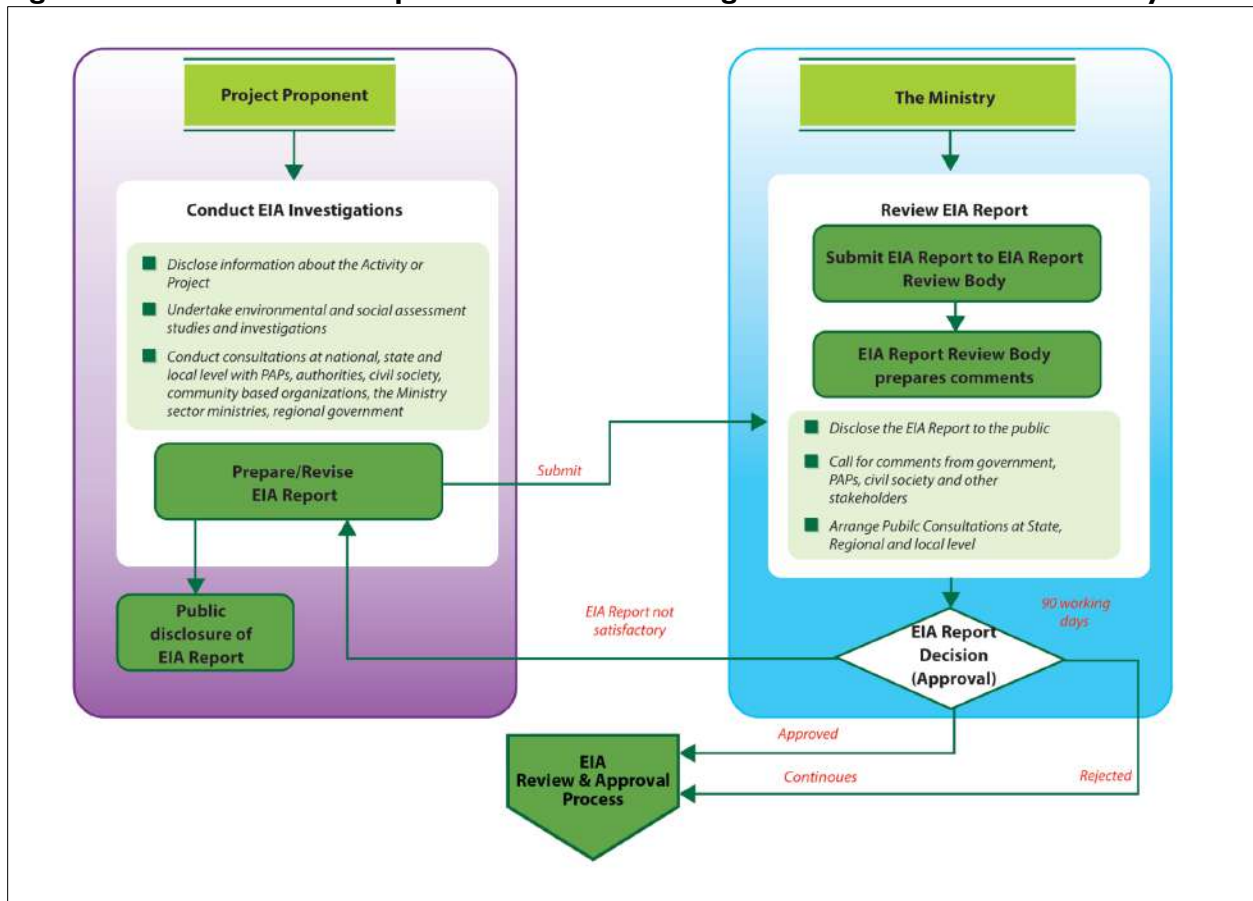 Project Proponent
Conduct EIA Investigations
Disclose information about the Activity or
Project
Undertake environmental and social assessment
studies and investigations
Conduct consultations at national, state and
local level with PAPs, authorities, civil society,
community based organizations, the Ministry
sector ministries, regional government
Prepare/Revise
EIA Report
Public
disclosure of
EIA Report
Submit
EIA Report not
satisfactory
The Ministry
Review EIA Report
Submit EIA Report to EIA Report
Review Body
EIA Report Review Body
prepares comments
Disclose the EIA Report to the public
Call for comments from government,
PAPs, civil society and other
stakeholders
Arrange Public Consultations at State,
Regional and local level
90 working
days
EIA Report
Decision
(Approval)
Approved
Continoues
Rejected
EIA
Review & Approval
Process